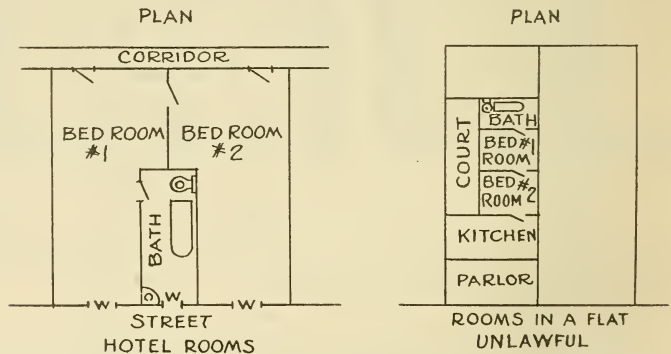 PLAN
CORRIDOR
BED ROOM
#1
BED ROOM
#2
BATH
W
W
W
STREET
HOTEL ROOMS
PLAN
COURT
BATH
BED #1
ROOM
BED #2
ROOM
KITCHEN
PARLOR
ROOMS IN A FLAT
UNLAWFUL